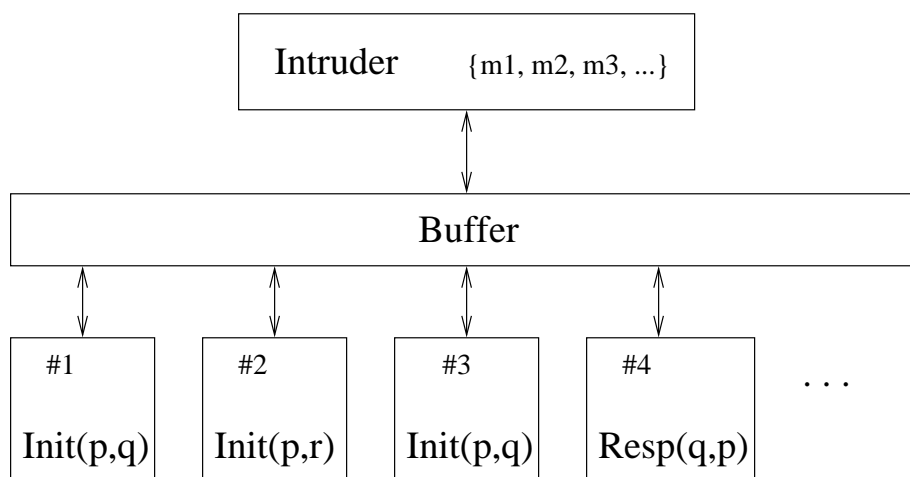 Intruder {m1, m2, m3, ...}
Buffer
#1 #2 #3 #4
. . .
Init(p,q) Init(p,r) Init(p,q) Resp(q,p)